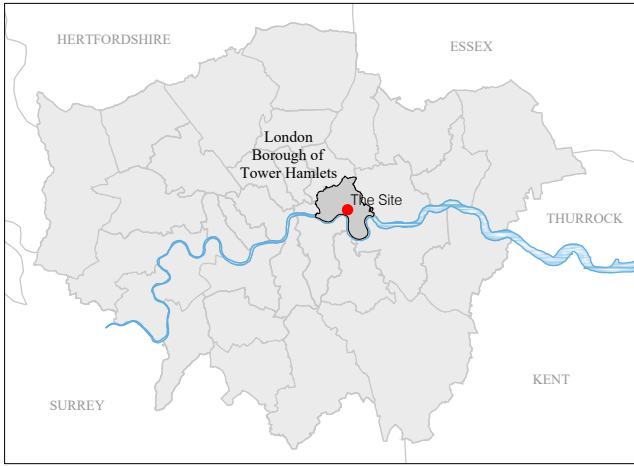 HERTFORDSHIRE
ESSEX
London
Borough of
Tower Hamlets
The Site
THURROCK
KENT
SURREY